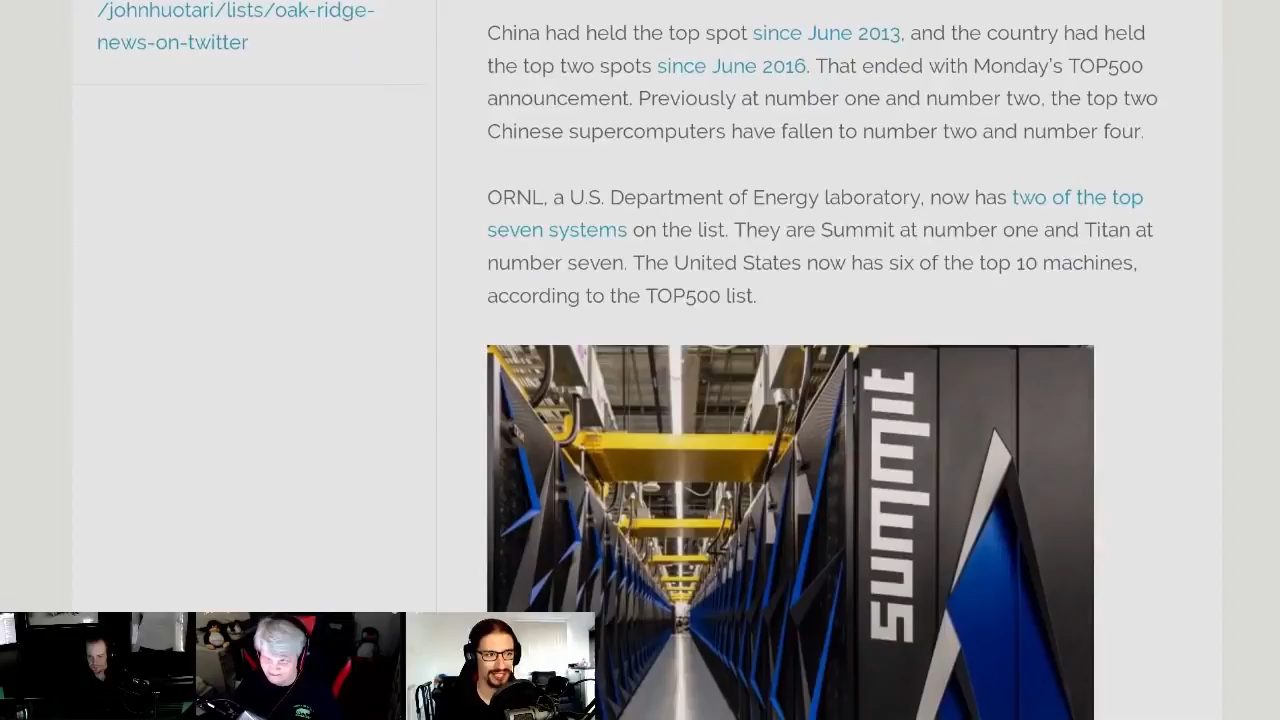 /johnhuotari/lists/oak-ridge-
news-on-twitter
China had held the top spot since June 2013, and the country had held
the top two spots since June 2016. That ended with Monday's TOP500
announcement. Previously at number one and number two, the top two
Chinese supercomputers have fallen to number two and number four.
ORNL, a U.S. Department of Energy laboratory, now has two of the top
seven systems on the list. They are Summit at number one and Titan at
number seven. The United States now has six of the top 10 machines,
according to the TOP500 list.
summit